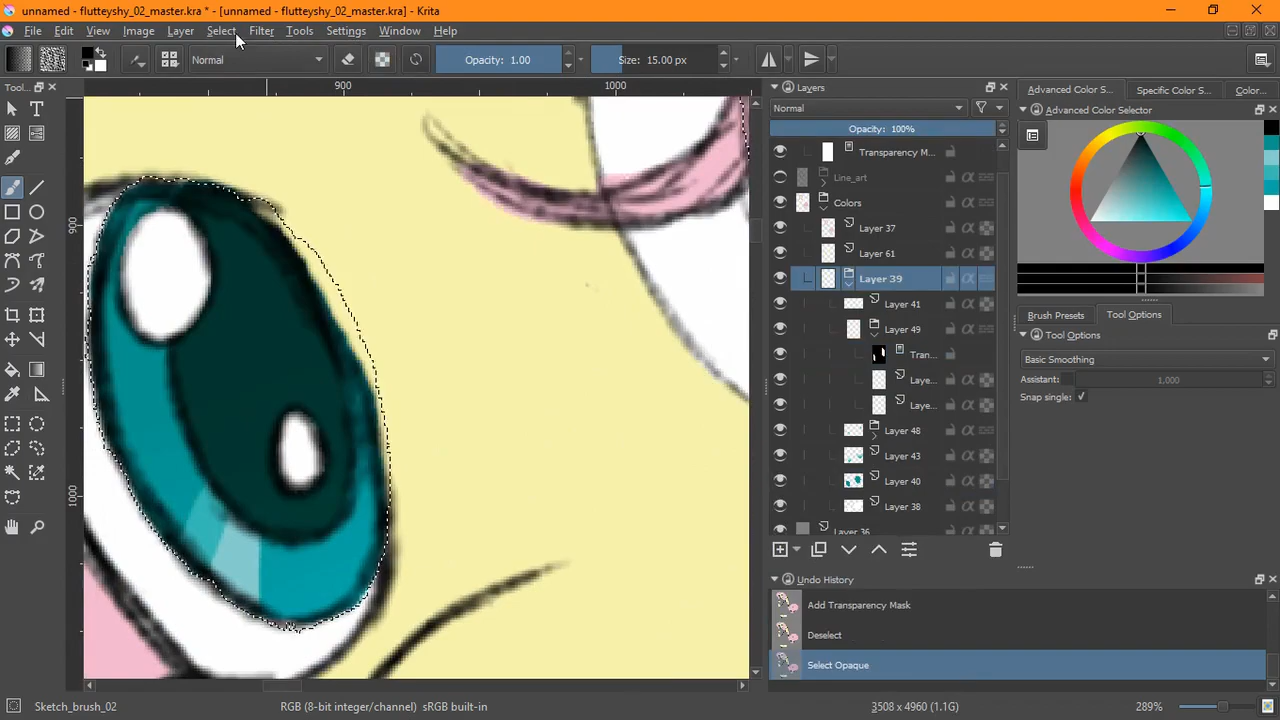 unnamed - flutteyshy_02_master.kra * - [unnamed - flutteyshy_02_master.kra] - Krita
File Edit View Image Layer Select Filter Tools Settings Window Help
Normal Opacity: 1.00 Size: 15.00 px
Tool... Layers Advanced Color S... Specific Color S... Color...
900 1000
Normal
Advanced Color Selector
Opacity: 100%
Transparency M...
Line_art
Colors
900
Layer 37
Layer 61
Layer 39
Layer 41
Brush Presets Tool Options
Layer 49
Tool Options
Tran...
Basic Smoothing
Laye...
Assistant: 1.000
Laye...
Snap single:
Layer 48
Layer 43
Layer 40
1000
Layer 38
Layer 36
Undo History
Add Transparency Mask
Deselect
Select Opaque
Sketch_brush_02 RGB (8-bit integer/channel) sRGB built-in 3508 x 4960 (1.1G) 289%